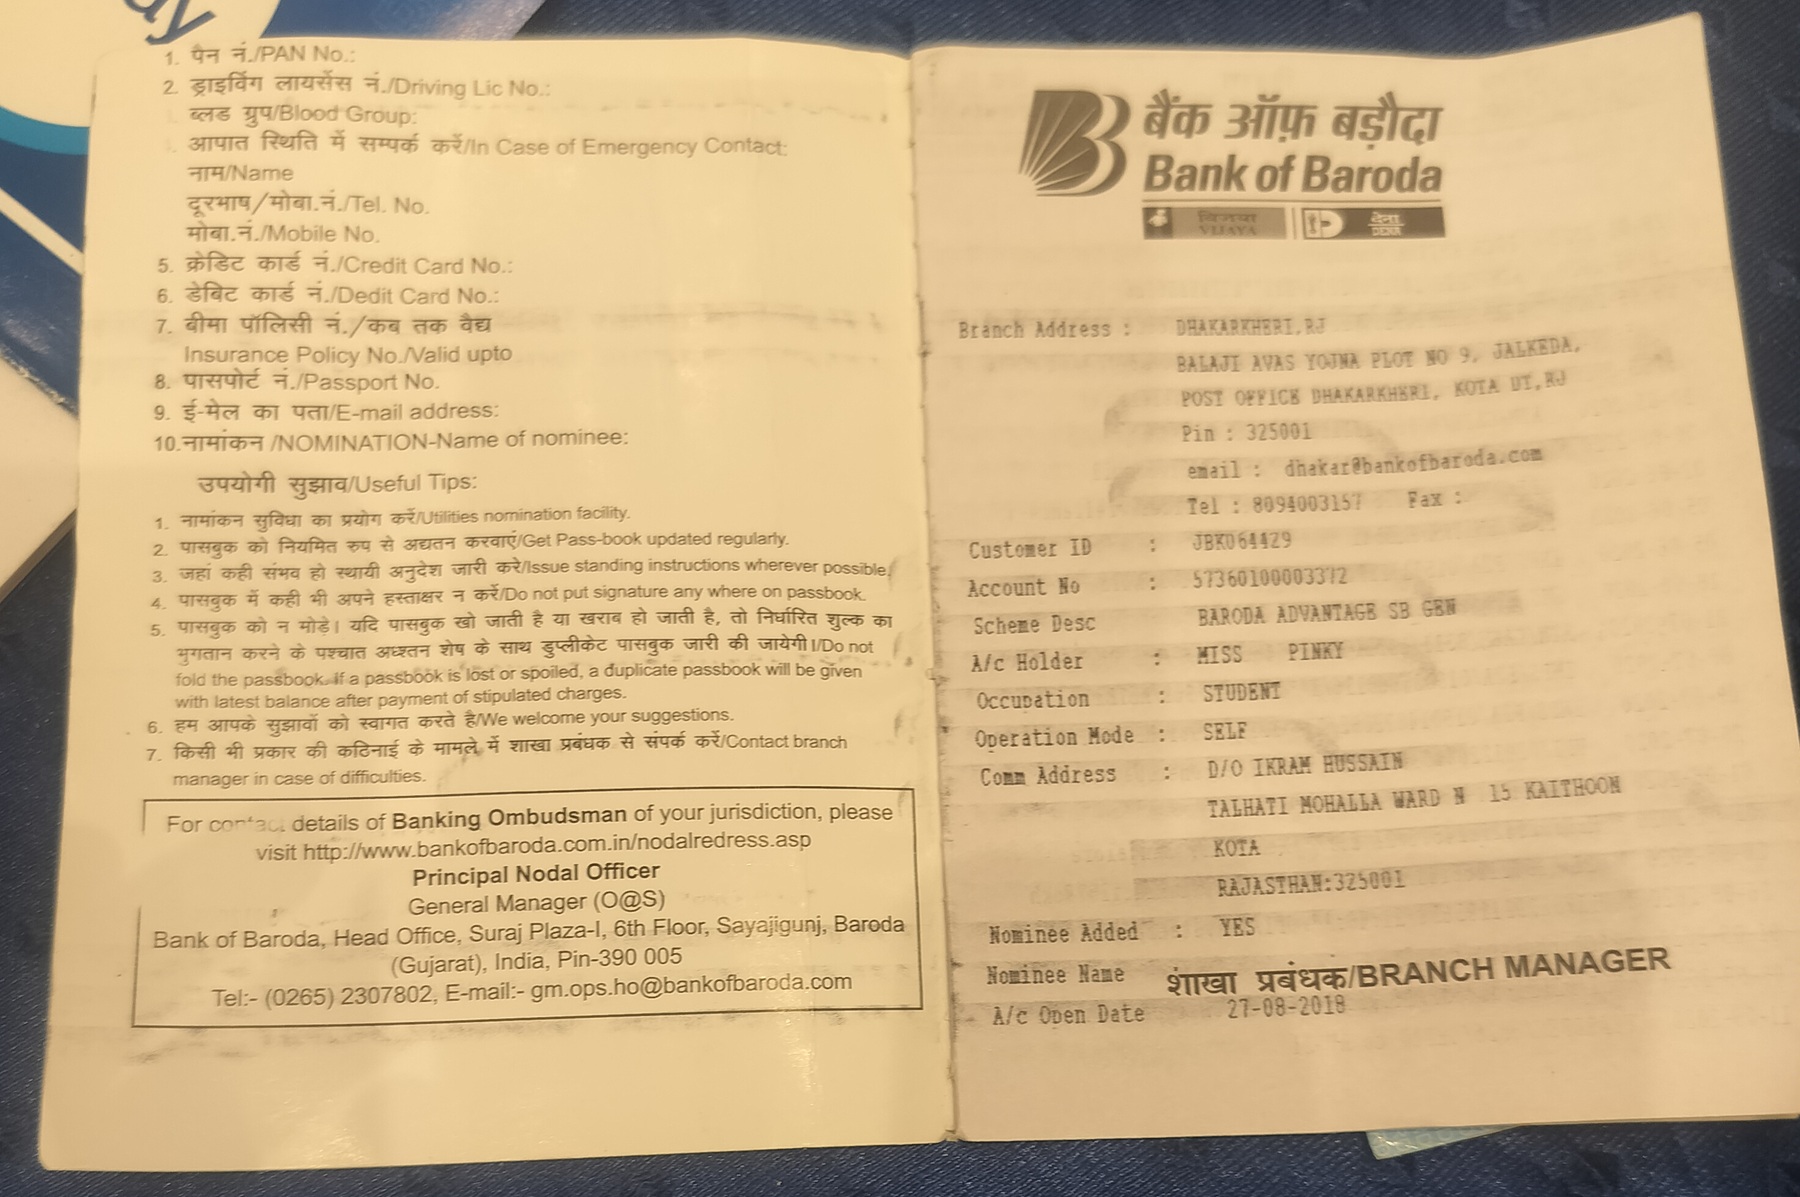 1. पैन नं./PAN No.:
2. ड्राइविंग लायसेंस नं./Driving Lic No.:
ब्लड ग्रुप/Blood Group:
आपात स्थिति में सम्पर्क करें/In Case of Emergency Contact:
नाम/Name
दूरभाष/मोबा.नं./Tel. No.
मोबा.नं./Mobile No.
5. क्रेडिट कार्ड नं./Credit Card No.:
6. डेबिट कार्ड नं./Dedit Card No.:
7. बीमा पॉलिसी नं./कब तक वैद्य
Insurance Policy No./Valid upto
8. पासपोर्ट नं./Passport No.
9. ई-मेल का पता/E-mail address:
10.नामांकन /NOMINATION-Name of nominee:
उपयोगी सुझाव/Useful Tips:
1. नामांकन सुविधा का प्रयोग करें/Utilities nomination facility.
2. पासबुक को नियमित रुप से अद्यतन करवाएं/Get Pass-book updated regularly.
3. जहां कही संभव हो स्थायी अनुदेश जारी करे/Issue standing instructions wherever possible.
4. पासबुक में कही भी अपने हस्ताक्षर न करें/Do not put signature any where on passbook.
5. पासबुक को न मोड़े। यदि पासबुक खो जाती है या खराब हो जाती है, तो निर्धारित शुल्क का
भुगतान करने के पश्चात अध्यतन शेष के साथ डुप्लीकेट पासबुक जारी की जायेगी।/Do not
fold the passbook. If a passbook is lost or spoiled, a duplicate passbook will be given
with latest balance after payment of stipulated charges.
6. हम आपके सुझावों को स्वागत करते है/We welcome your suggestions.
7. किसी भी प्रकार की कठिनाई के मामले में शाखा प्रबंधक से संपर्क करें/Contact branch
manager in case of difficulties.
For contact details of Banking Ombudsman of your jurisdiction, please
visit http://www.bankofbaroda.com.in/nodalredress.asp
Principal Nodal Officer
General Manager (O@S)
Bank of Baroda, Head Office, Suraj Plaza-I, 6th Floor, Sayajigunj, Baroda
(Gujarat), India, Pin-390 005
Tel:- (0265) 2307802, E-mail:- gm.ops.ho@bankofbaroda.com
बैंक ऑफ़ बड़ौदा
Bank of Baroda
विजया VIJAYA देना DENA
Branch Address : DHAKARKHERI,RJ
BALAJI AVAS YOJNA PLOT NO 9, JALKEDA,
POST OFFICE DHAKARKHERI, KOTA UT,RJ
Pin : 325001
email : dhakar@bankofbaroda.com
Tel : 8094003157 Fax :
Customer ID : JBK064429
Account No : 57360100003372
Scheme Desc BARODA ADVANTAGE SB GEN
A/c Holder : MISS PINKY
Occupation : STUDENT
Operation Mode : SELF
Comm Address : D/O IKRAM HUSSAIN
TALHATI MOHALLA WARD N 15 KAITHOON
KOTA
RAJASTHAN:325001
Nominee Added : YES
Nominee Name शाखा प्रबंधक/BRANCH MANAGER
A/c Open Date 27-08-2018